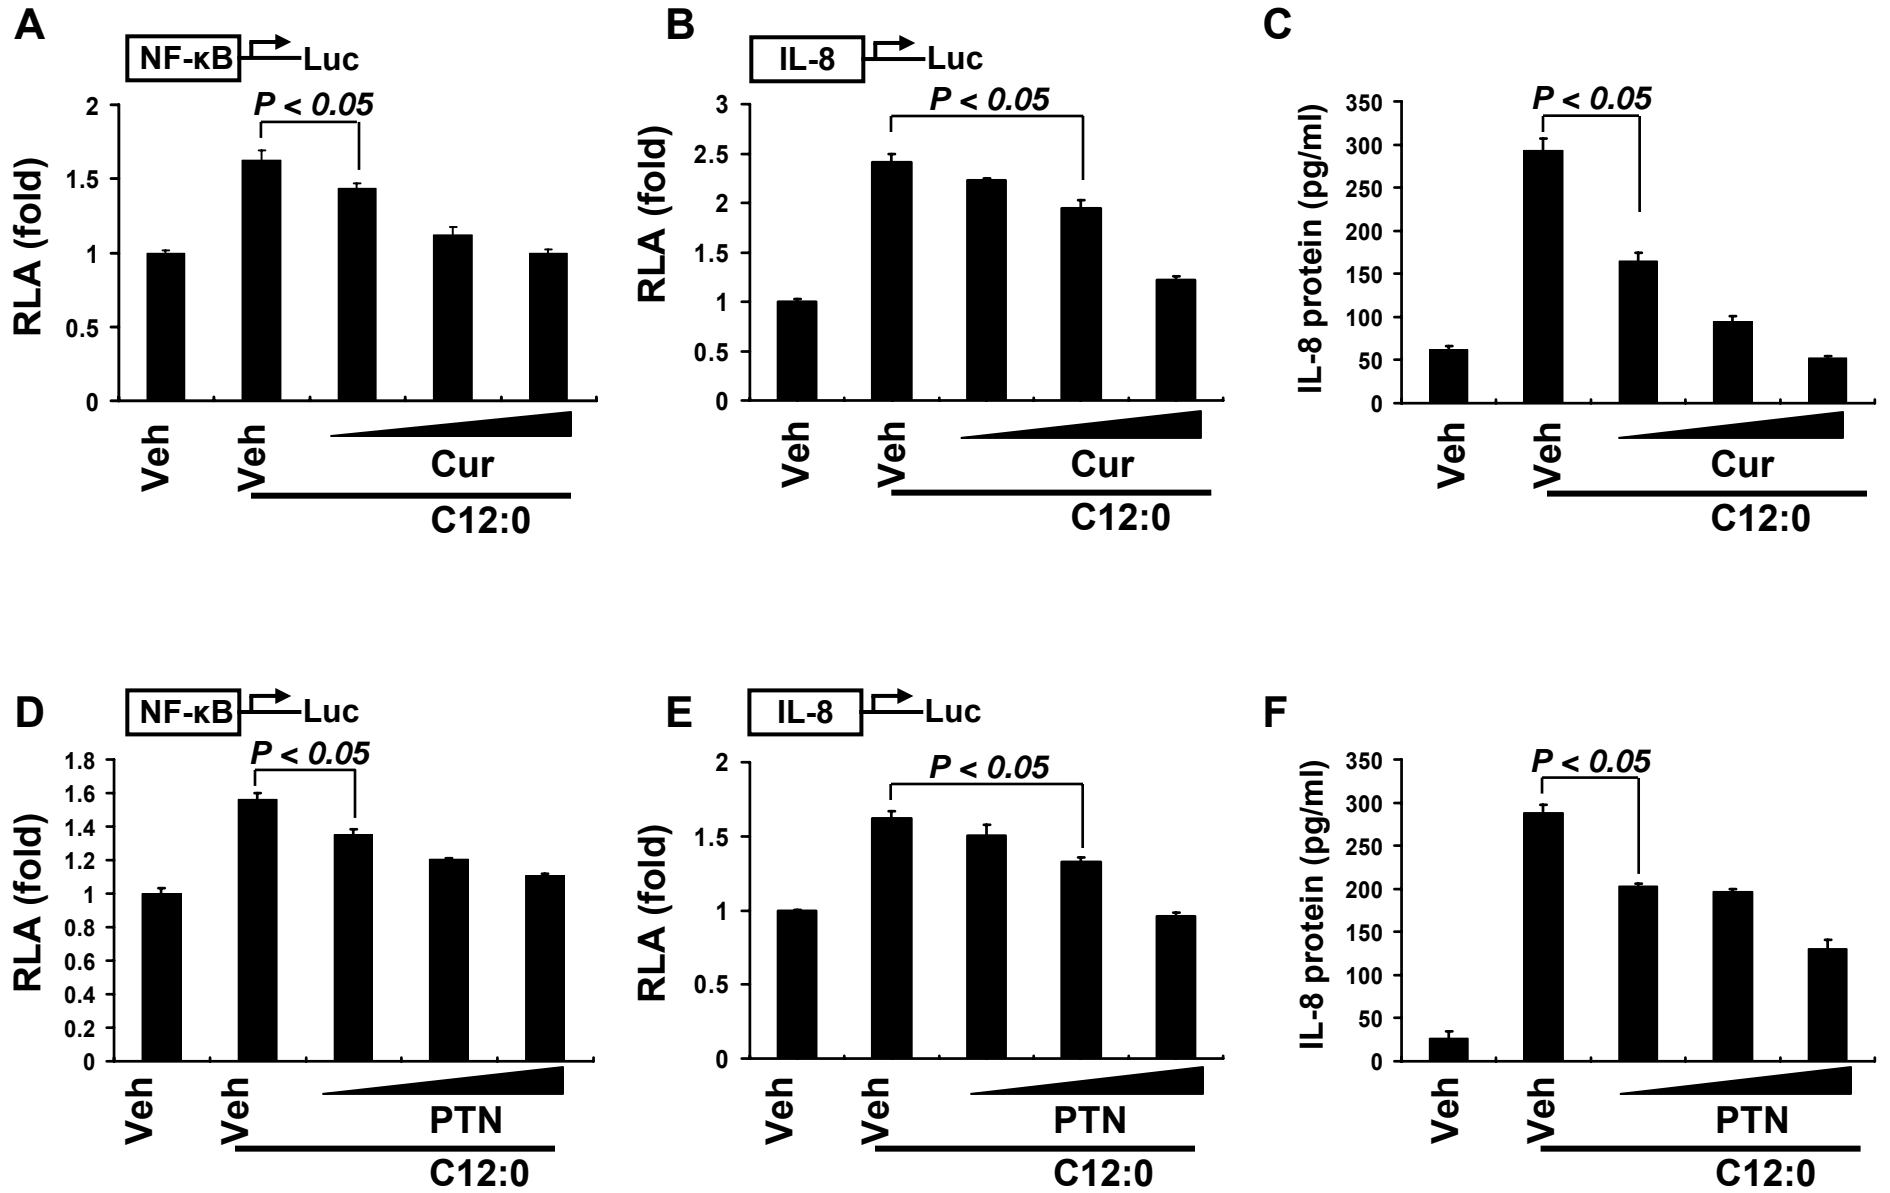 A
NF-κB Luc
P < 0.05
RLA (fold)
2
1.5
1
0.5
0
Veh
Veh
Cur
C12:0
B
IL-8 Luc
P < 0.05
RLA (fold)
3
2.5
2
1.5
1
0.5
0
Veh
Veh
Cur
C12:0
C
P < 0.05
IL-8 protein (pg/ml)
350
300
250
200
150
100
50
0
Veh
Veh
Cur
C12:0
D
NF-κB Luc
P < 0.05
RLA (fold)
1.8
1.6
1.4
1.2
1
0.8
0.6
0.4
0.2
0
Veh
Veh
PTN
C12:0
E
IL-8 Luc
P < 0.05
RLA (fold)
2
1.5
1
0.5
0
Veh
Veh
PTN
C12:0
F
P < 0.05
IL-8 protein (pg/ml)
350
300
250
200
150
100
50
0
Veh
Veh
PTN
C12:0